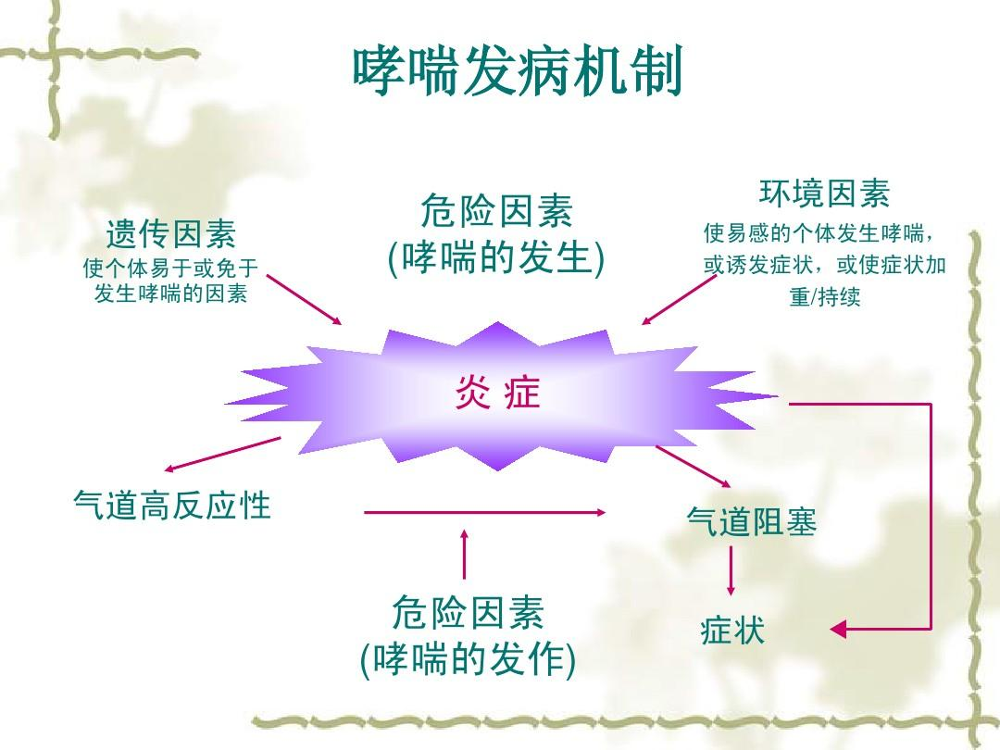 哮喘发病机制
危险因素
(哮喘的发生)
遗传因素
使个体易于或免于
发生哮喘的因素
环境因素
使易感的个体发生哮喘，
或诱发症状，或使症状加
重/持续
炎 症
气道高反应性
气道阻塞
危险因素
(哮喘的发作)
症状